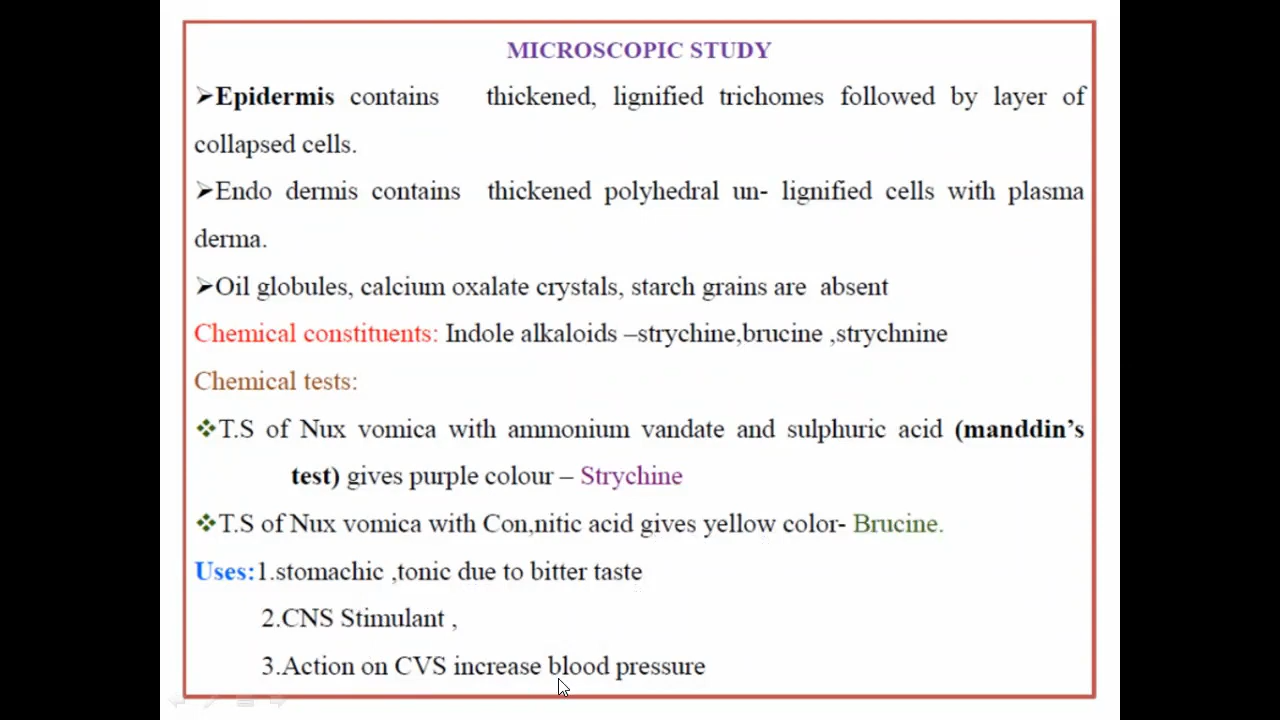 MICROSCOPIC STUDY
➢Epidermis contains thickened, lignified trichomes followed by layer of
collapsed cells.
➢Endo dermis contains thickened polyhedral un- lignified cells with plasma
derma.
➢Oil globules, calcium oxalate crystals, starch grains are absent
Chemical constituents: Indole alkaloids –strychine,brucine ,strychnine
Chemical tests:
❖T.S of Nux vomica with ammonium vandate and sulphuric acid (manddin’s
test) gives purple colour – Strychine
❖T.S of Nux vomica with Con,nitic acid gives yellow color- Brucine.
Uses:1.stomachic ,tonic due to bitter taste
2.CNS Stimulant ,
3.Action on CVS increase blood pressure